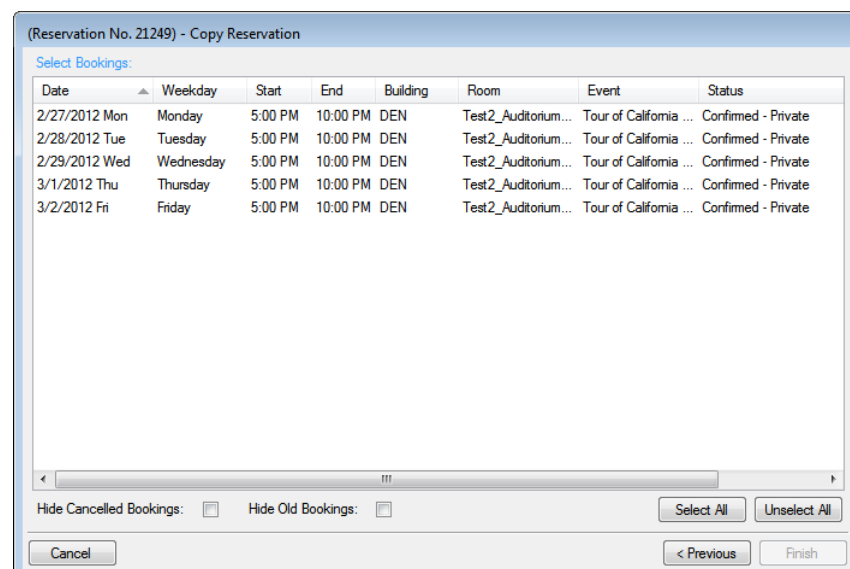 (Reservation No. 21249) - Copy Reservation
Select Bookings:
Date Weekday Start End Building Room Event Status
2/27/2012 Mon Monday 5:00 PM 10:00 PM DEN Test2_Auditorium... Tour of California ... Confirmed - Private
2/28/2012 Tue Tuesday 5:00 PM 10:00 PM DEN Test2_Auditorium... Tour of California ... Confirmed - Private
2/29/2012 Wed Wednesday 5:00 PM 10:00 PM DEN Test2_Auditorium... Tour of California ... Confirmed - Private
3/1/2012 Thu Thursday 5:00 PM 10:00 PM DEN Test2_Auditorium... Tour of California ... Confirmed - Private
3/2/2012 Fri Friday 5:00 PM 10:00 PM DEN Test2_Auditorium... Tour of California ... Confirmed - Private
Hide Cancelled Bookings: Hide Old Bookings: Select All Unselect All
Cancel < Previous Finish